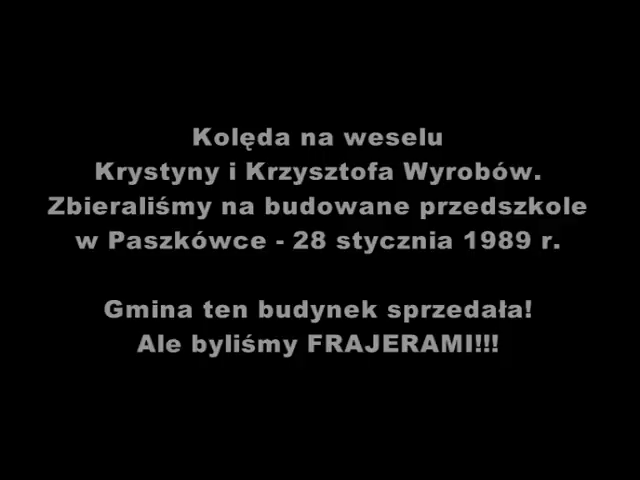 Kolęda na weselu
Krystyny i Krzysztofa Wyrobów.
Zbieraliśmy na budowane przedszkole
w Paszkówce - 28 stycznia 1989 r.
Gmina ten budynek sprzedała!
Ale byliśmy FRAJERAMI!!!